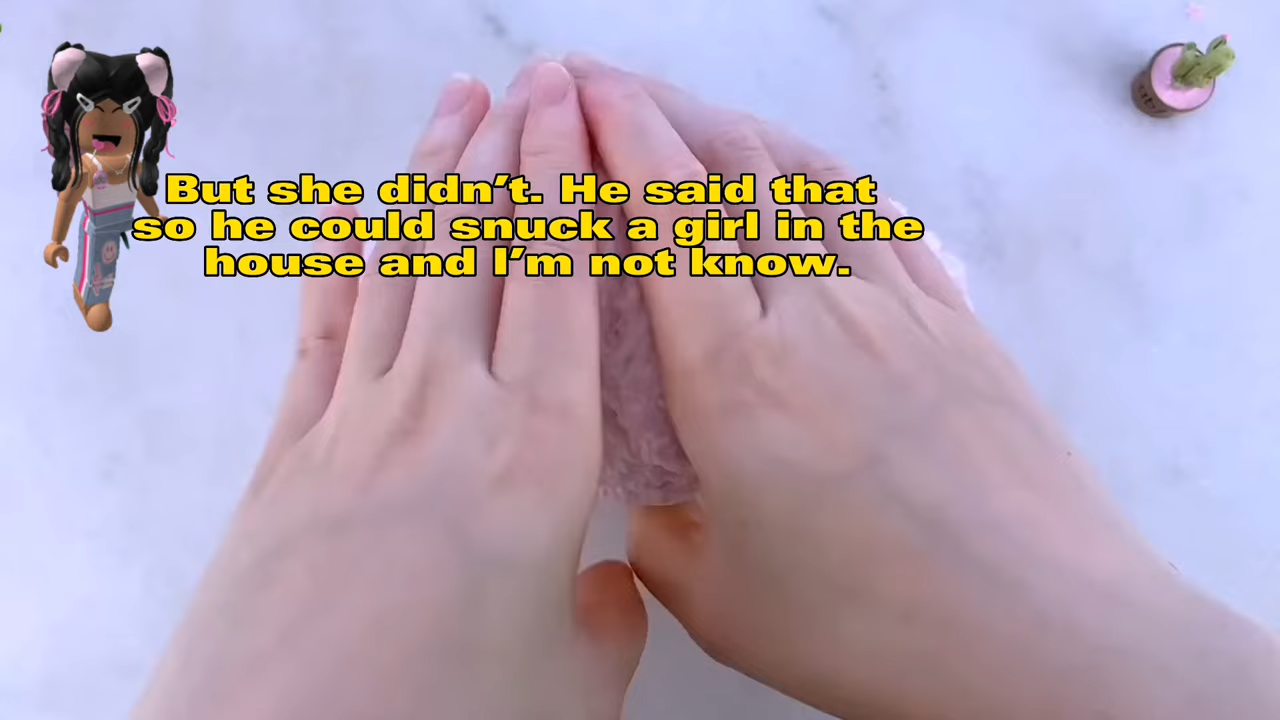 But she didn't. He said that
so he could snuck a girl in the
house and I'm not know.